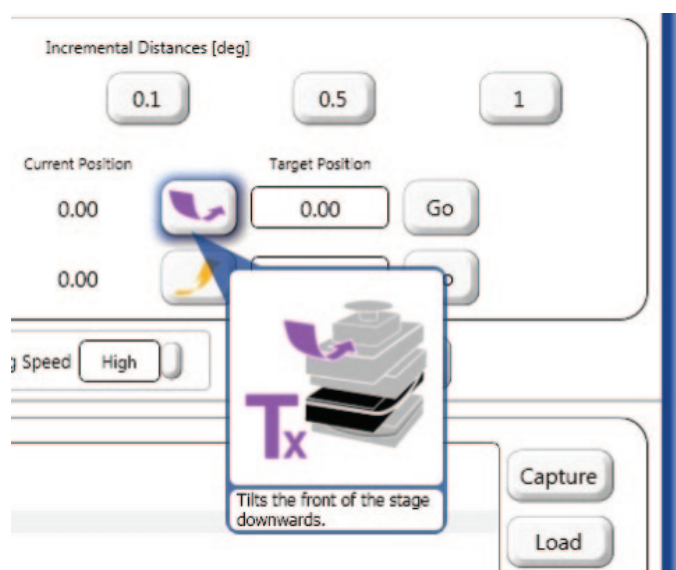 Incremental Distances [deg]
0.1 0.5 1
Current Position Target Position
0.00 0.00 Go
0.00
Speed High
Tx
Capture
Tilts the front of the stage
downwards.
Load